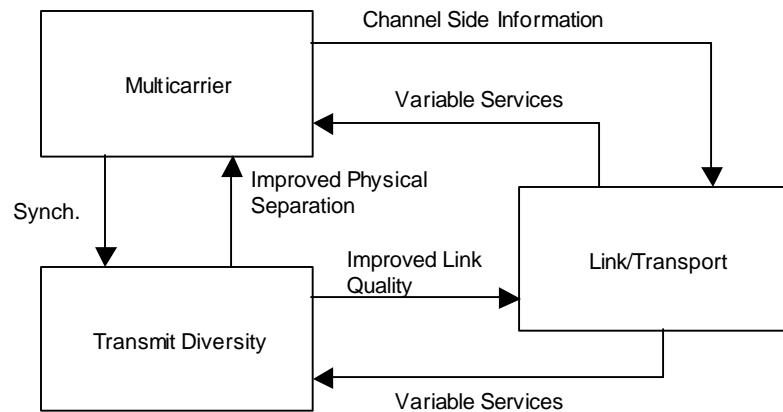 Channel Side Information
Multicarrier
Variable Services
Improved Physical
Separation
Synch.
Improved Link
Quality
Link/Transport
Transmit Diversity
Variable Services